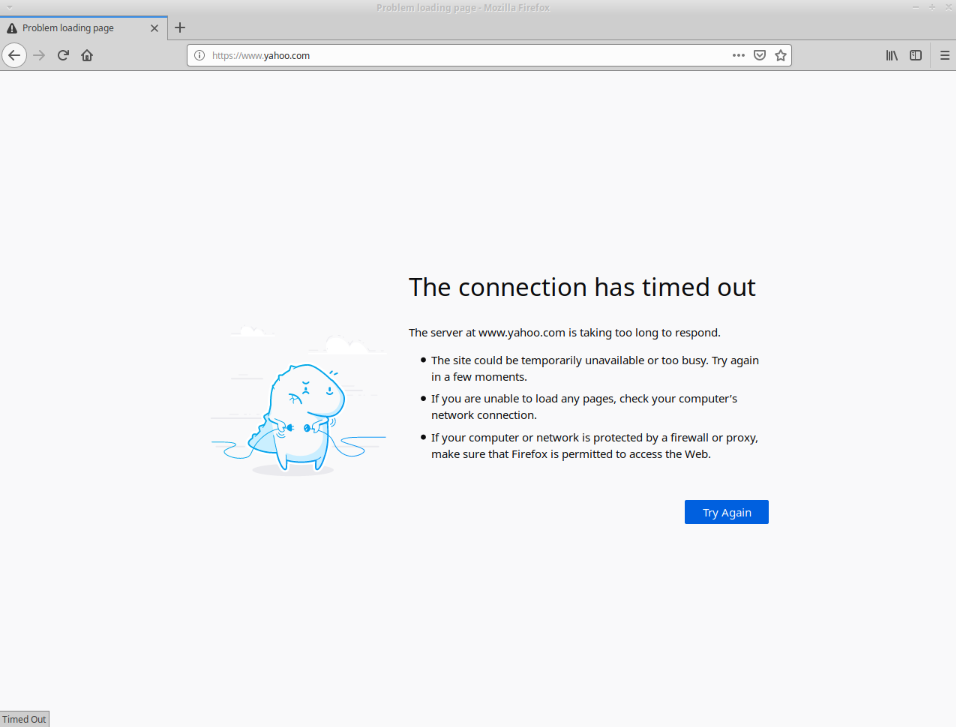 Problem loading page - Mozilla Firefox
Problem loading page
https://www.yahoo.com
The connection has timed out
The server at www.yahoo.com is taking too long to respond.
• The site could be temporarily unavailable or too busy. Try again
in a few moments.
• If you are unable to load any pages, check your computer’s
network connection.
• If your computer or network is protected by a firewall or proxy,
make sure that Firefox is permitted to access the Web.
Try Again
Timed Out